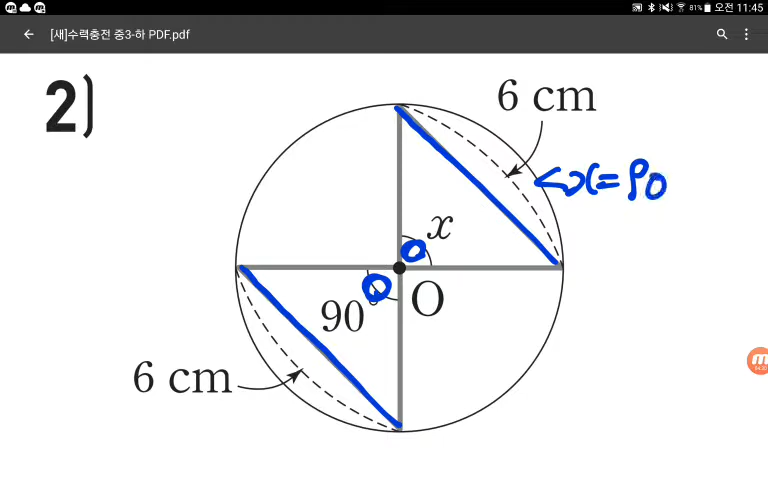 81% 오전 11:45
[새]수력충전 중3-하 PDF.pdf
2)
6 cm
<x=90
x
O
90°
6 cm